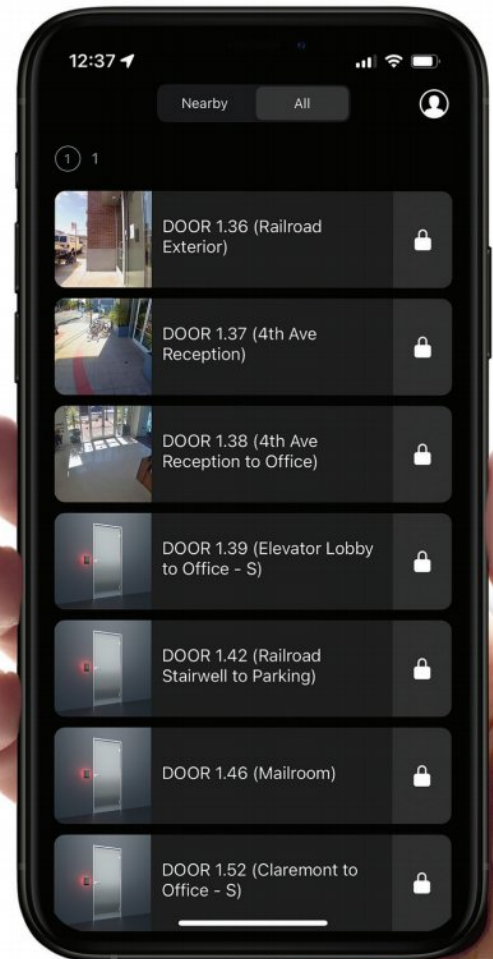 12:37
Nearby
All
1 1
DOOR 1.36 (Railroad
Exterior)
DOOR 1.37 (4th Ave
Reception)
DOOR 1.38 (4th Ave
Reception to Office)
DOOR 1.39 (Elevator Lobby
to Office - S)
DOOR 1.42 (Railroad
Stairwell to Parking)
DOOR 1.46 (Mailroom)
DOOR 1.52 (Claremont to
Office - S)